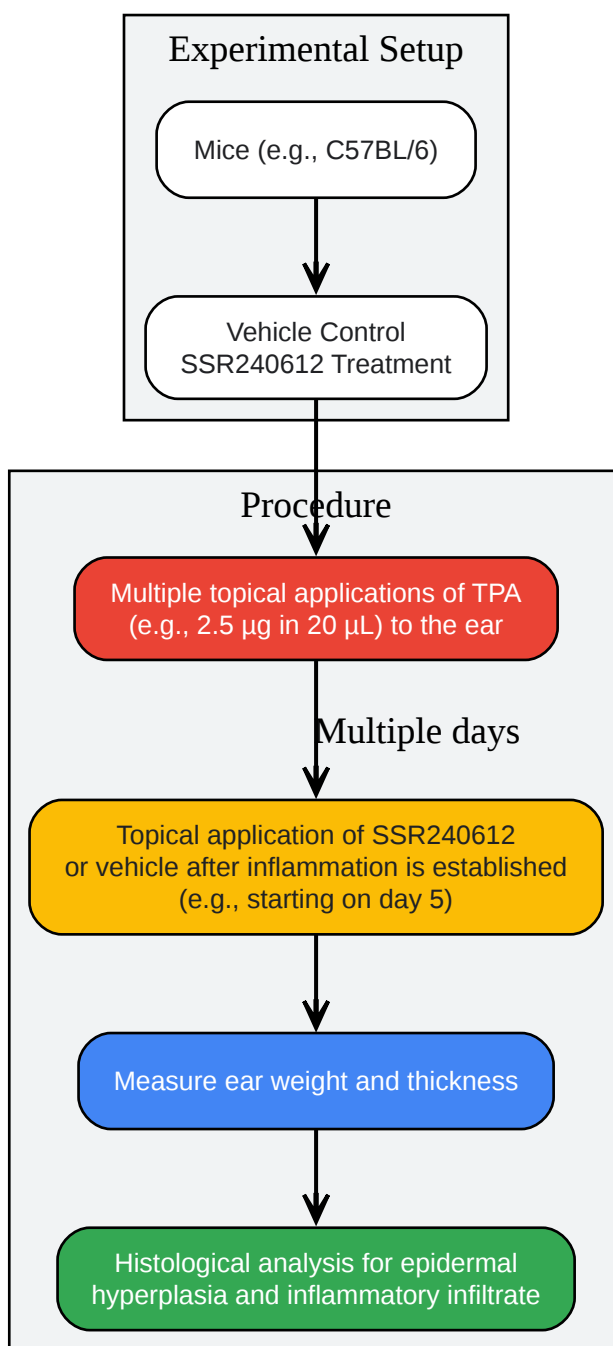 Experimental Setup
Mice (e.g., C57BL/6)
Vehicle Control
SSR240612 Treatment
Procedure
Multiple topical applications of TPA
(e.g., 2.5 µg in 20 µL) to the ear
Multiple days
Topical application of SSR240612
or vehicle after inflammation is established
(e.g., starting on day 5)
Measure ear weight and thickness
Histological analysis for epidermal
hyperplasia and inflammatory infiltrate